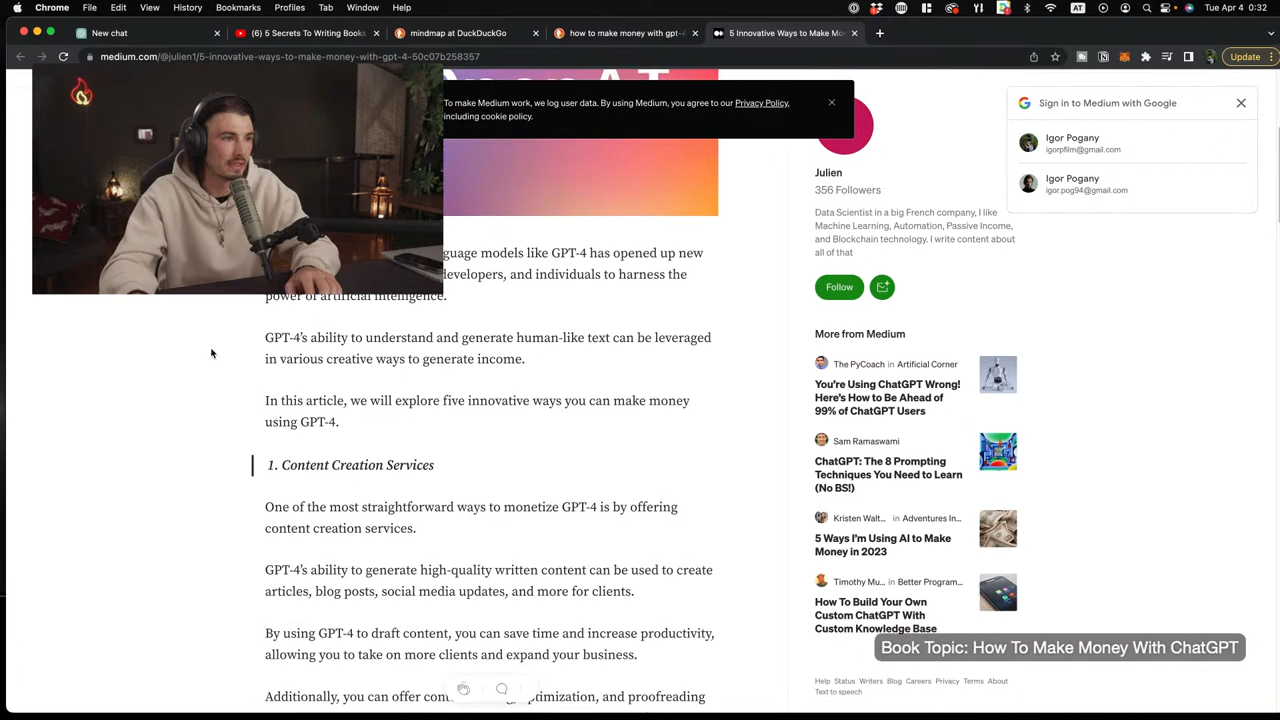 Chrome File Edit View History Bookmarks Profiles Tab Window Help
AT Tue Apr 4 0:32
New chat
(6) 5 Secrets To Writing Books
mindmap at DuckDuckGo
how to make money with gpt-4
5 Innovative Ways to Make Mo
medium.com/@julien1/5-innovative-ways-to-make-money-with-gpt-4-50c07b258357
Update
To make Medium work, we log user data. By using Medium, you agree to our Privacy Policy,
including cookie policy.
guage models like GPT-4 has opened up new
developers, and individuals to harness the
power of artificial intelligence.
GPT-4's ability to understand and generate human-like text can be leveraged
in various creative ways to generate income.
In this article, we will explore five innovative ways you can make money
using GPT-4.
1. Content Creation Services
One of the most straightforward ways to monetize GPT-4 is by offering
content creation services.
GPT-4's ability to generate high-quality written content can be used to create
articles, blog posts, social media updates, and more for clients.
By using GPT-4 to draft content, you can save time and increase productivity,
allowing you to take on more clients and expand your business.
Additionally, you can offer cont timization, and proofreading
Julien
356 Followers
Data Scientist in a big French company, I like
Machine Learning, Automation, Passive Income,
and Blockchain technology. I write content about
all of that
Follow
More from Medium
The PyCoach in Artificial Corner
You're Using ChatGPT Wrong!
Here's How to Be Ahead of
99% of ChatGPT Users
Sam Ramaswami
ChatGPT: The 8 Prompting
Techniques You Need to Learn
(No BS!)
Kristen Walt... in Adventures In...
5 Ways I'm Using AI to Make
Money in 2023
Timothy Mu... in Better Program...
How To Build Your Own
Custom ChatGPT With
Custom Knowledge Base
Help Status Writers Blog Careers Privacy Terms About
Text to speech
Sign in to Medium with Google
Igor Pogany
igorpfilm@gmail.com
Igor Pogany
igor.pog94@gmail.com
Book Topic: How To Make Money With ChatGPT